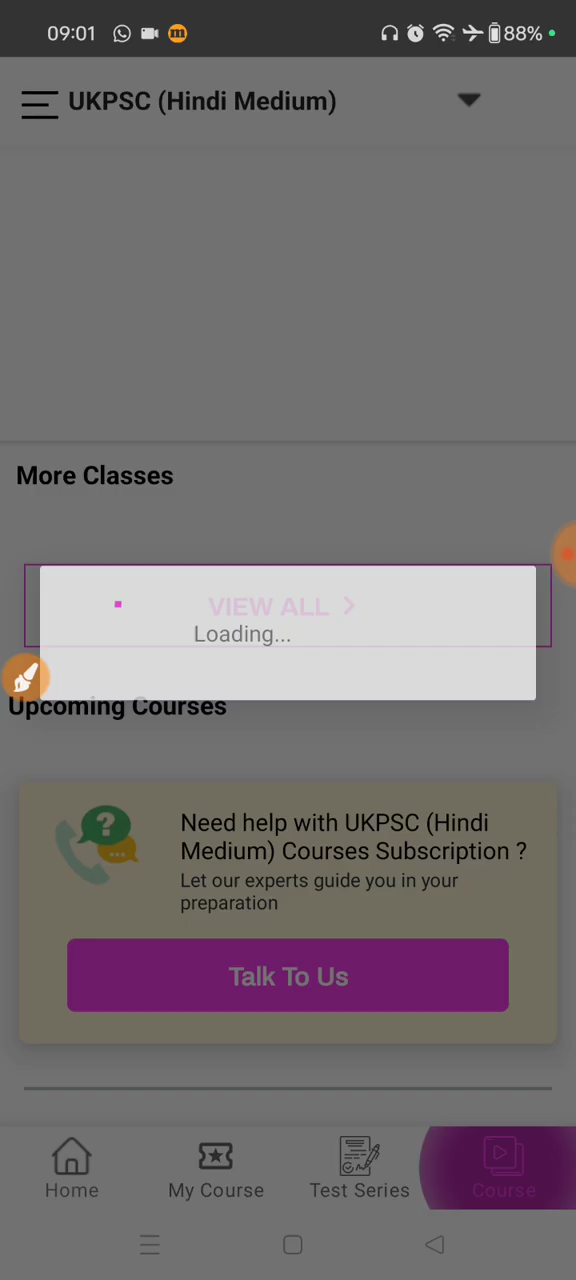 09:01
88%
UKPSC (Hindi Medium)
More Classes
VIEW ALL
Loading...
Upcoming Courses
Need help with UKPSC (Hindi
Medium) Courses Subscription ?
Let our experts guide you in your
preparation
Talk To Us
Home
My Course
Test Series
Course